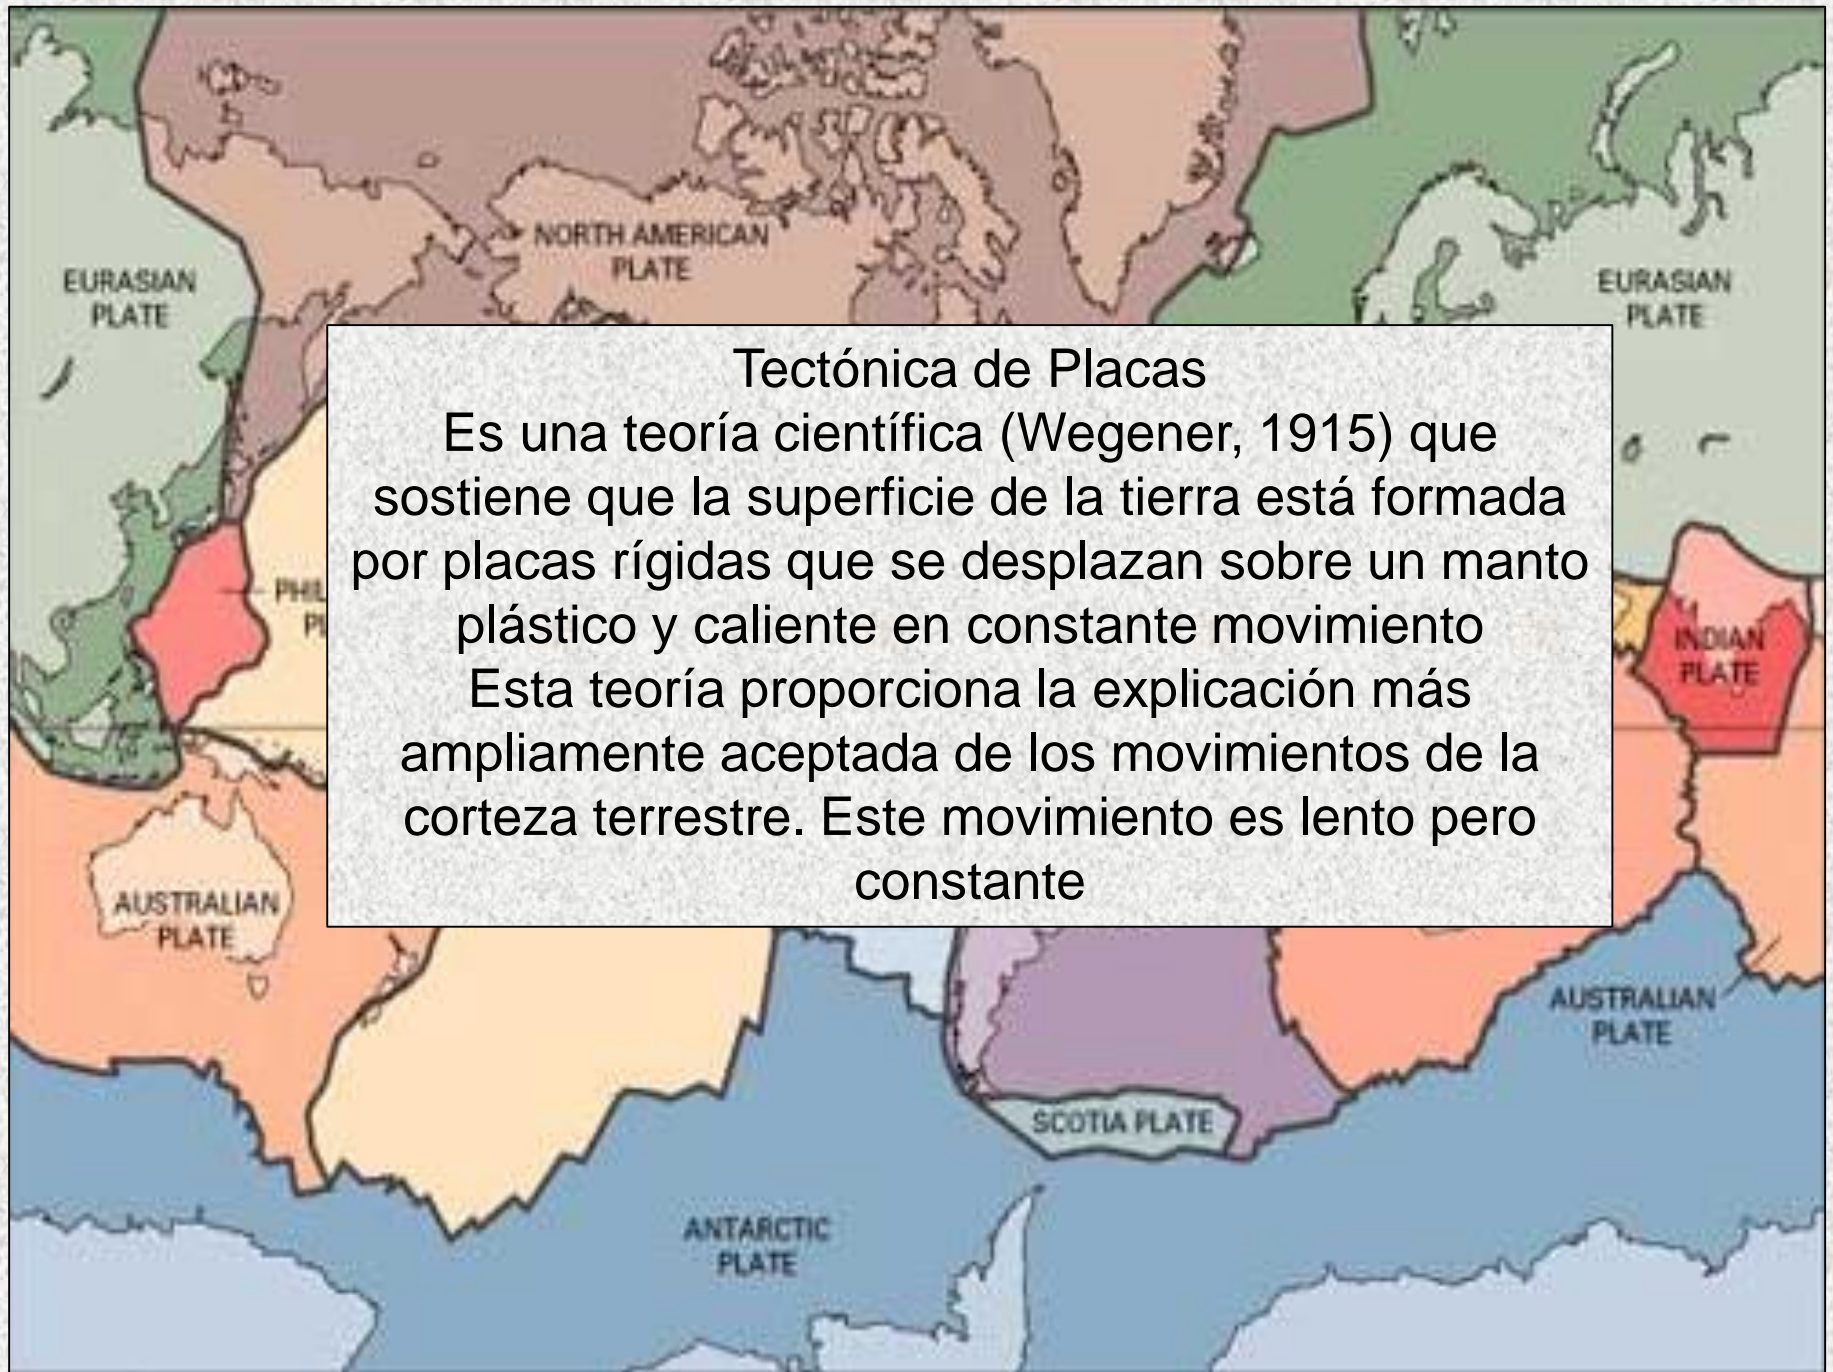 NORTH AMERICAN
PLATE
EURASIAN
PLATE
EURASIAN
PLATE
Tectónica de Placas
Es una teoría científica (Wegener, 1915) que
sostiene que la superficie de la tierra está formada
por placas rígidas que se desplazan sobre un manto
plástico y caliente en constante movimiento
Esta teoría proporciona la explicación más
ampliamente aceptada de los movimientos de la
corteza terrestre. Este movimiento es lento pero
constante
INDIAN
PLATE
AUSTRALIAN
PLATE
AUSTRALIAN
PLATE
SCOTIA PLATE
ANTARCTIC
PLATE